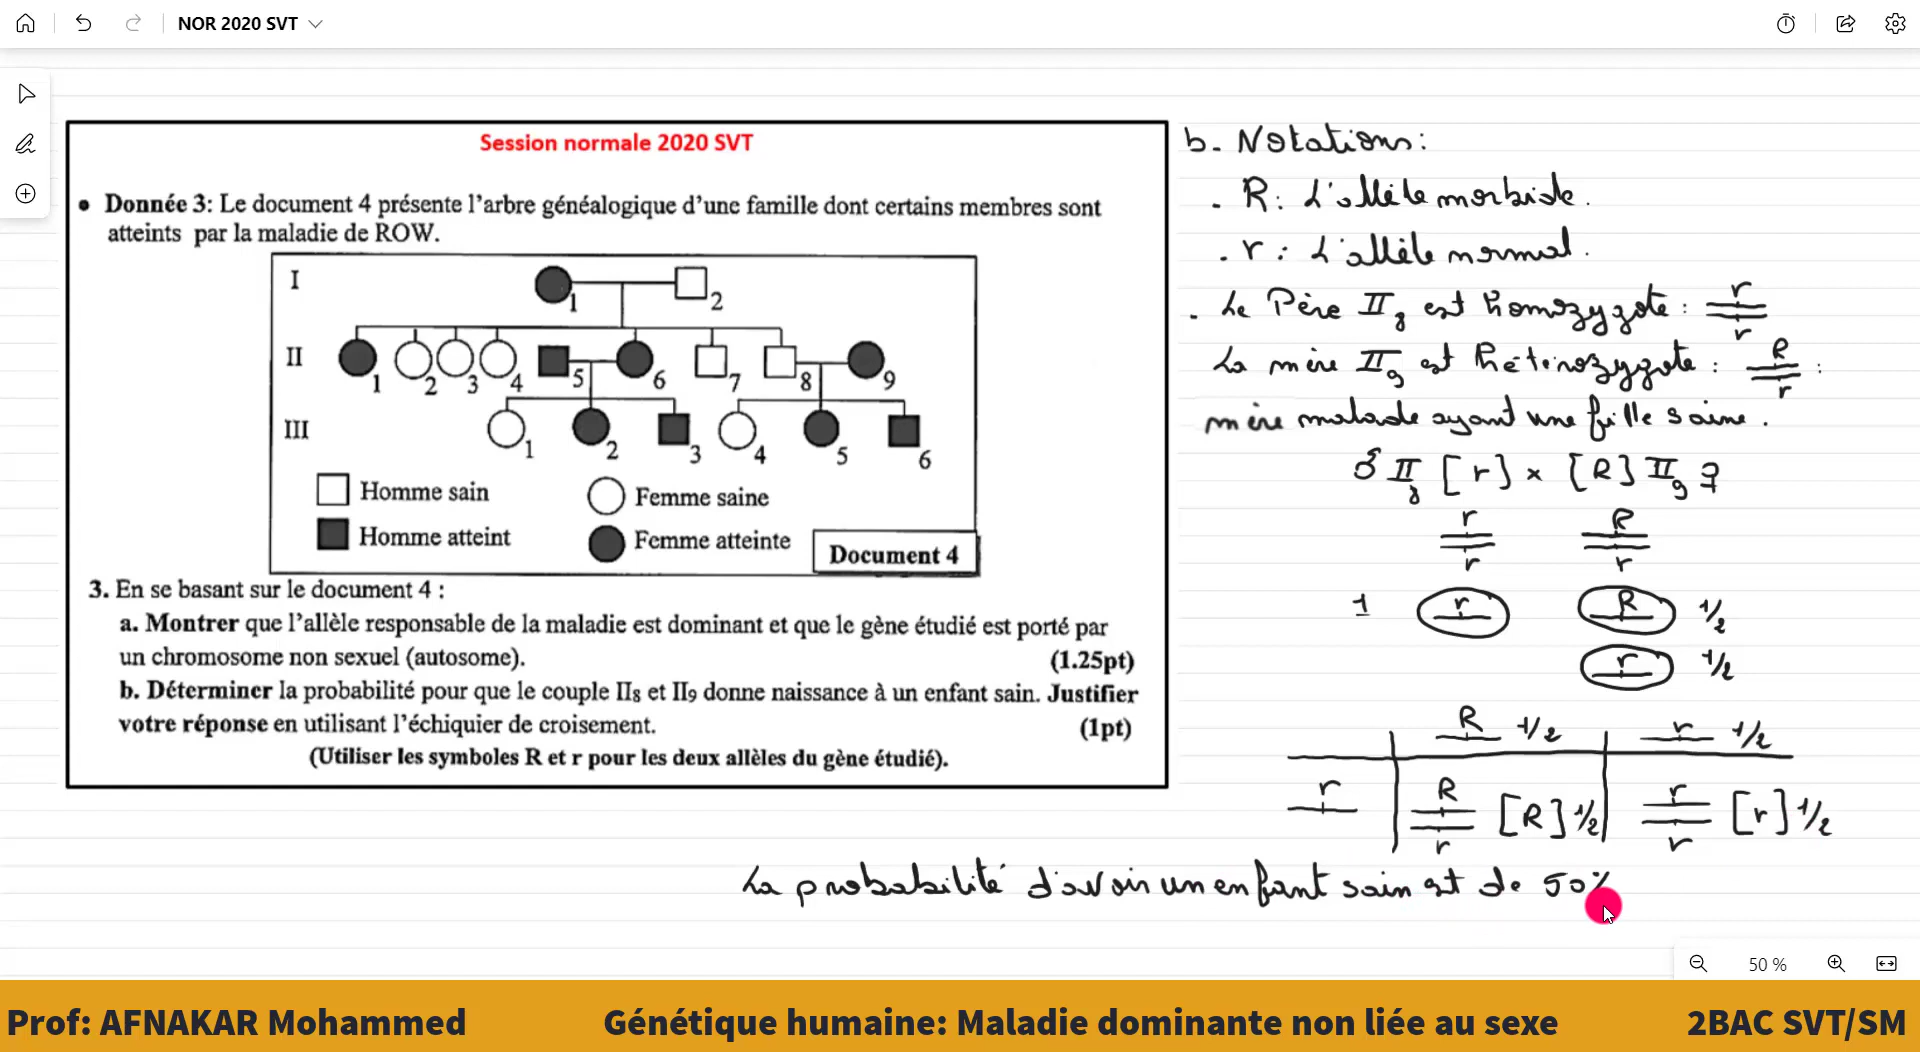 NOR 2020 SVT
Session normale 2020 SVT
• Donnée 3: Le document 4 présente l'arbre généalogique d'une famille dont certains membres sont
atteints par la maladie de ROW.
I
1
2
II
1
2
3
4
5
6
7
8
9
III
1
2
3
4
5
6
Homme sain
Femme saine
Homme atteint
Femme atteinte
Document 4
3. En se basant sur le document 4 :
a. Montrer que l'allèle responsable de la maladie est dominant et que le gène étudié est porté par
un chromosome non sexuel (autosome). (1.25pt)
b. Déterminer la probabilité pour que le couple II8 et II9 donne naissance à un enfant sain. Justifier
votre réponse en utilisant l'échiquier de croisement. (1pt)
(Utiliser les symboles R et r pour les deux allèles du gène étudié).
b. Notations:
. R: L'allèle morbide.
. r: L'allèle normal.
. Le Père II8 est homozygote: r/r
La mère II9 est hétérozygote: R/r :
mère malade ayant une fille saine.
♂ II8 [r] × [R] II9 ♀
r/r R/r
1 r R 1/2
r 1/2
R 1/2 r 1/2
r R/r [R] 1/2 r/r [r] 1/2
La probabilité d'avoir un enfant sain est de 50%
50 %
Prof: AFNAKAR Mohammed
Génétique humaine: Maladie dominante non liée au sexe
2BAC SVT/SM